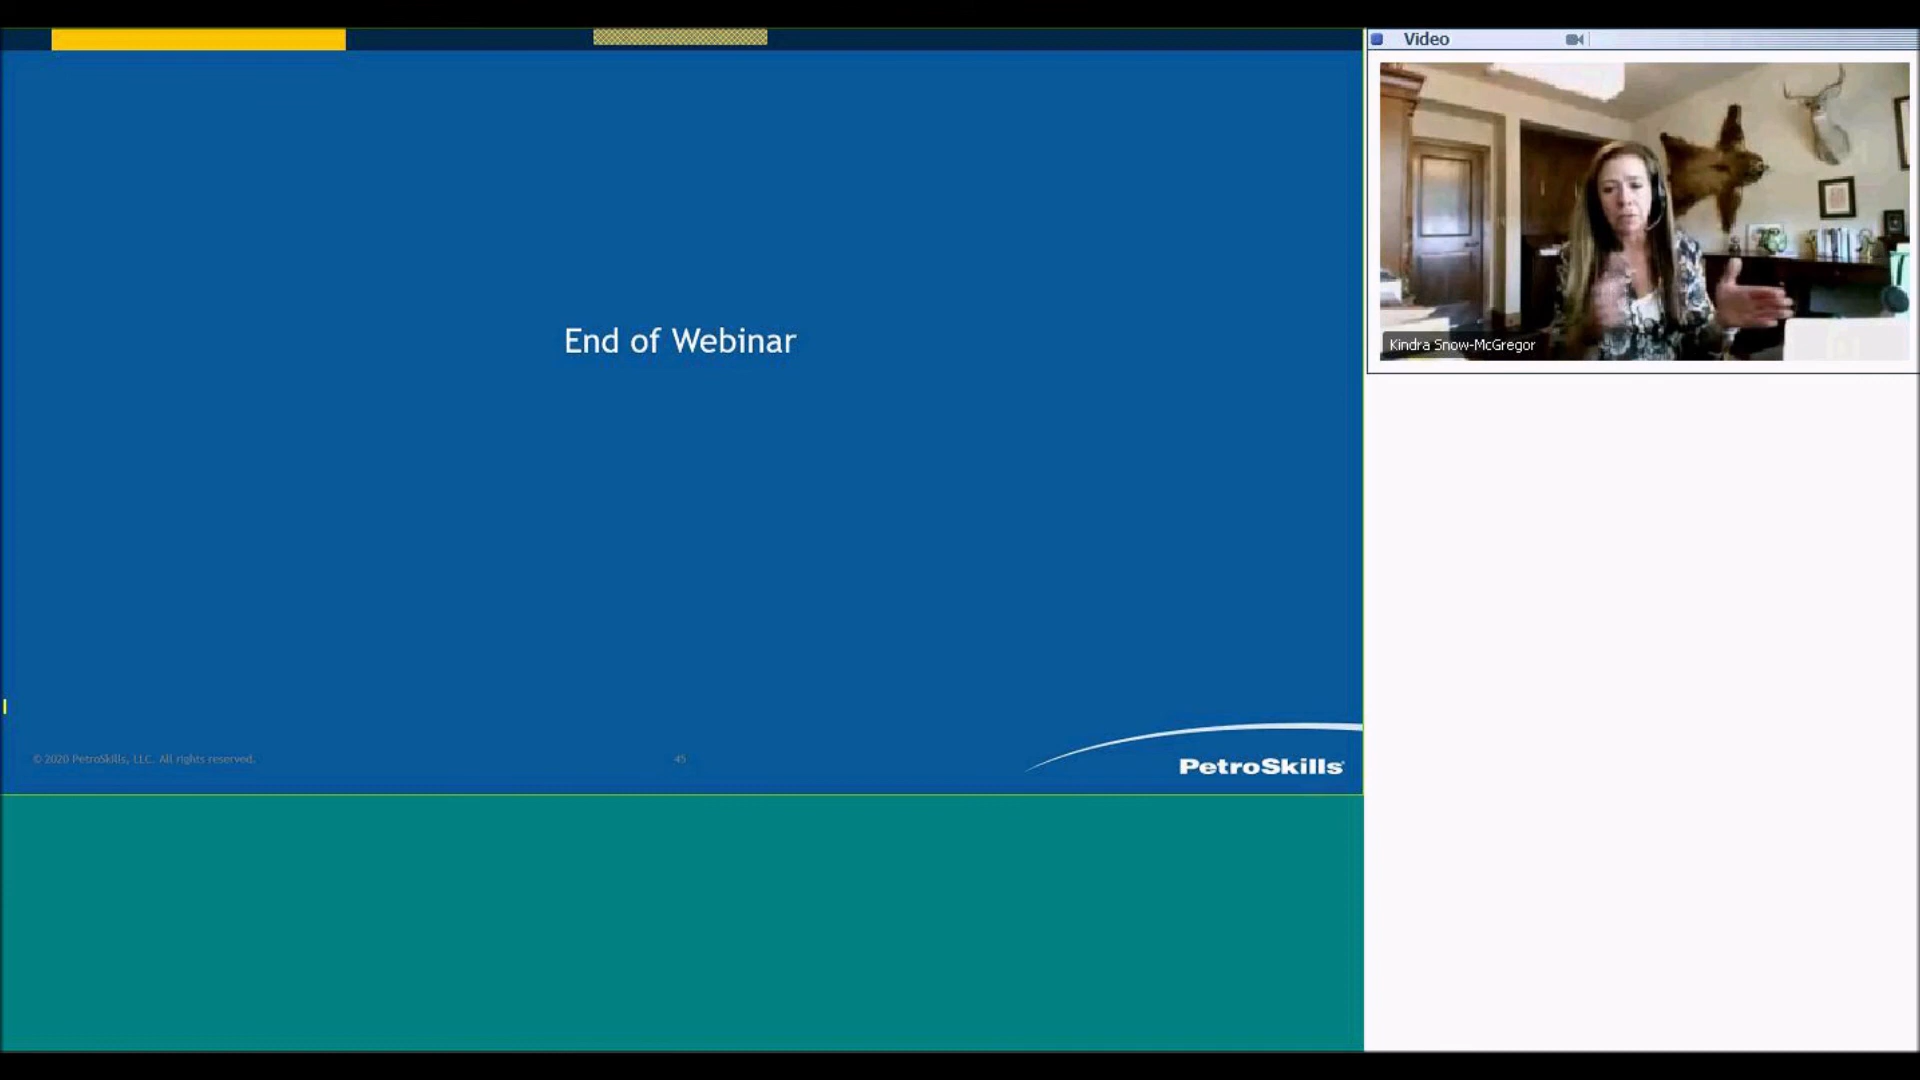 Video
Kindra Snow-McGregor
End of Webinar
© 2020 PetroSkills, LLC. All rights reserved.
45
PetroSkills